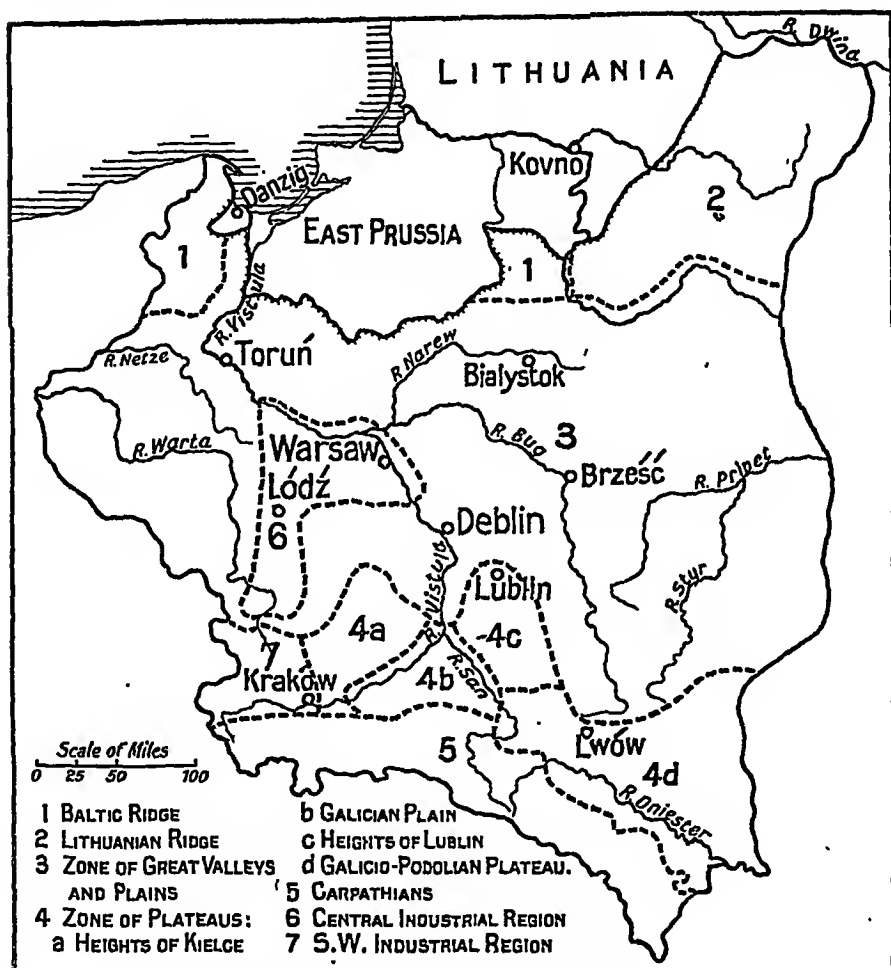 R. Dwina
LITHUANIA
Kovno
Danzig
2
EAST PRUSSIA
1
1
R. Vistula
Toruń
R. Netze
R. Narew
Bialystok
R. Warta
Warsaw
R. Bug
3
Brześć
R. Pripet
Łódź
6
Deblin
R. Vistula
Lublin
R. Styr
4a
4c
7
Kraków
4b
R. San
Lwów
5
4d
R. Dniester
Scale of Miles
0 25 50 100
1 BALTIC RIDGE
2 LITHUANIAN RIDGE
3 ZONE OF GREAT VALLEYS
AND PLAINS
4 ZONE OF PLATEAUS:
a HEIGHTS OF KIELCE
b GALICIAN PLAIN
c HEIGHTS OF LUBLIN
d GALICIO-PODOLIAN PLATEAU.
5 CARPATHIANS
6 CENTRAL INDUSTRIAL REGION
7 S.W. INDUSTRIAL REGION